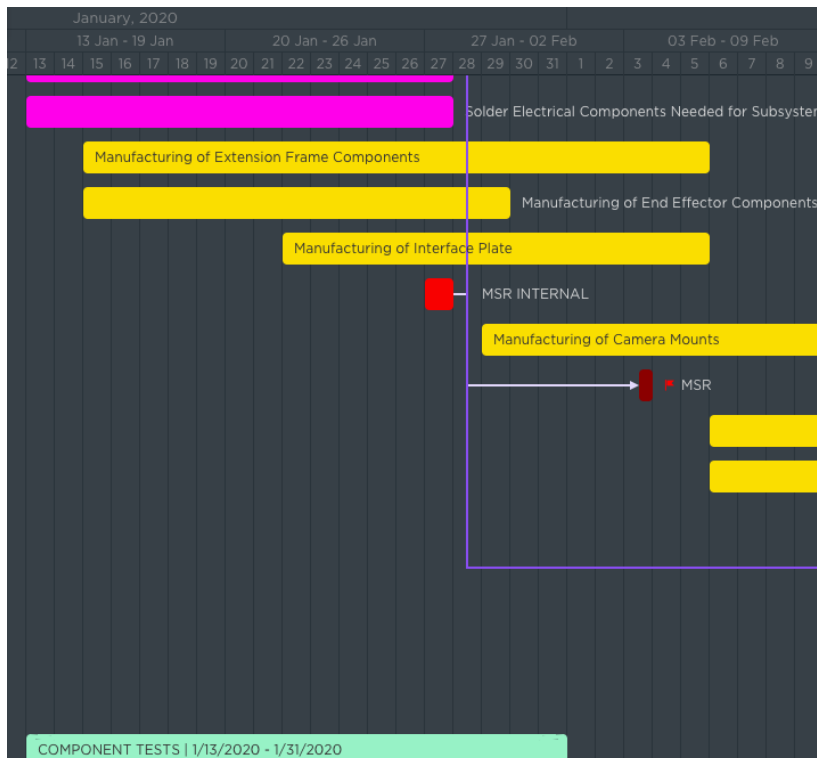 January, 2020
13 Jan - 19 Jan 20 Jan - 26 Jan 27 Jan - 02 Feb 03 Feb - 09 Feb
12 13 14 15 16 17 18 19 20 21 22 23 24 25 26 27 28 29 30 31 1 2 3 4 5 6 7 8 9
Solder Electrical Components Needed for Subsyster
Manufacturing of Extension Frame Components
Manufacturing of End Effector Components
Manufacturing of Interface Plate
MSR INTERNAL
Manufacturing of Camera Mounts
MSR
COMPONENT TESTS | 1/13/2020 - 1/31/2020